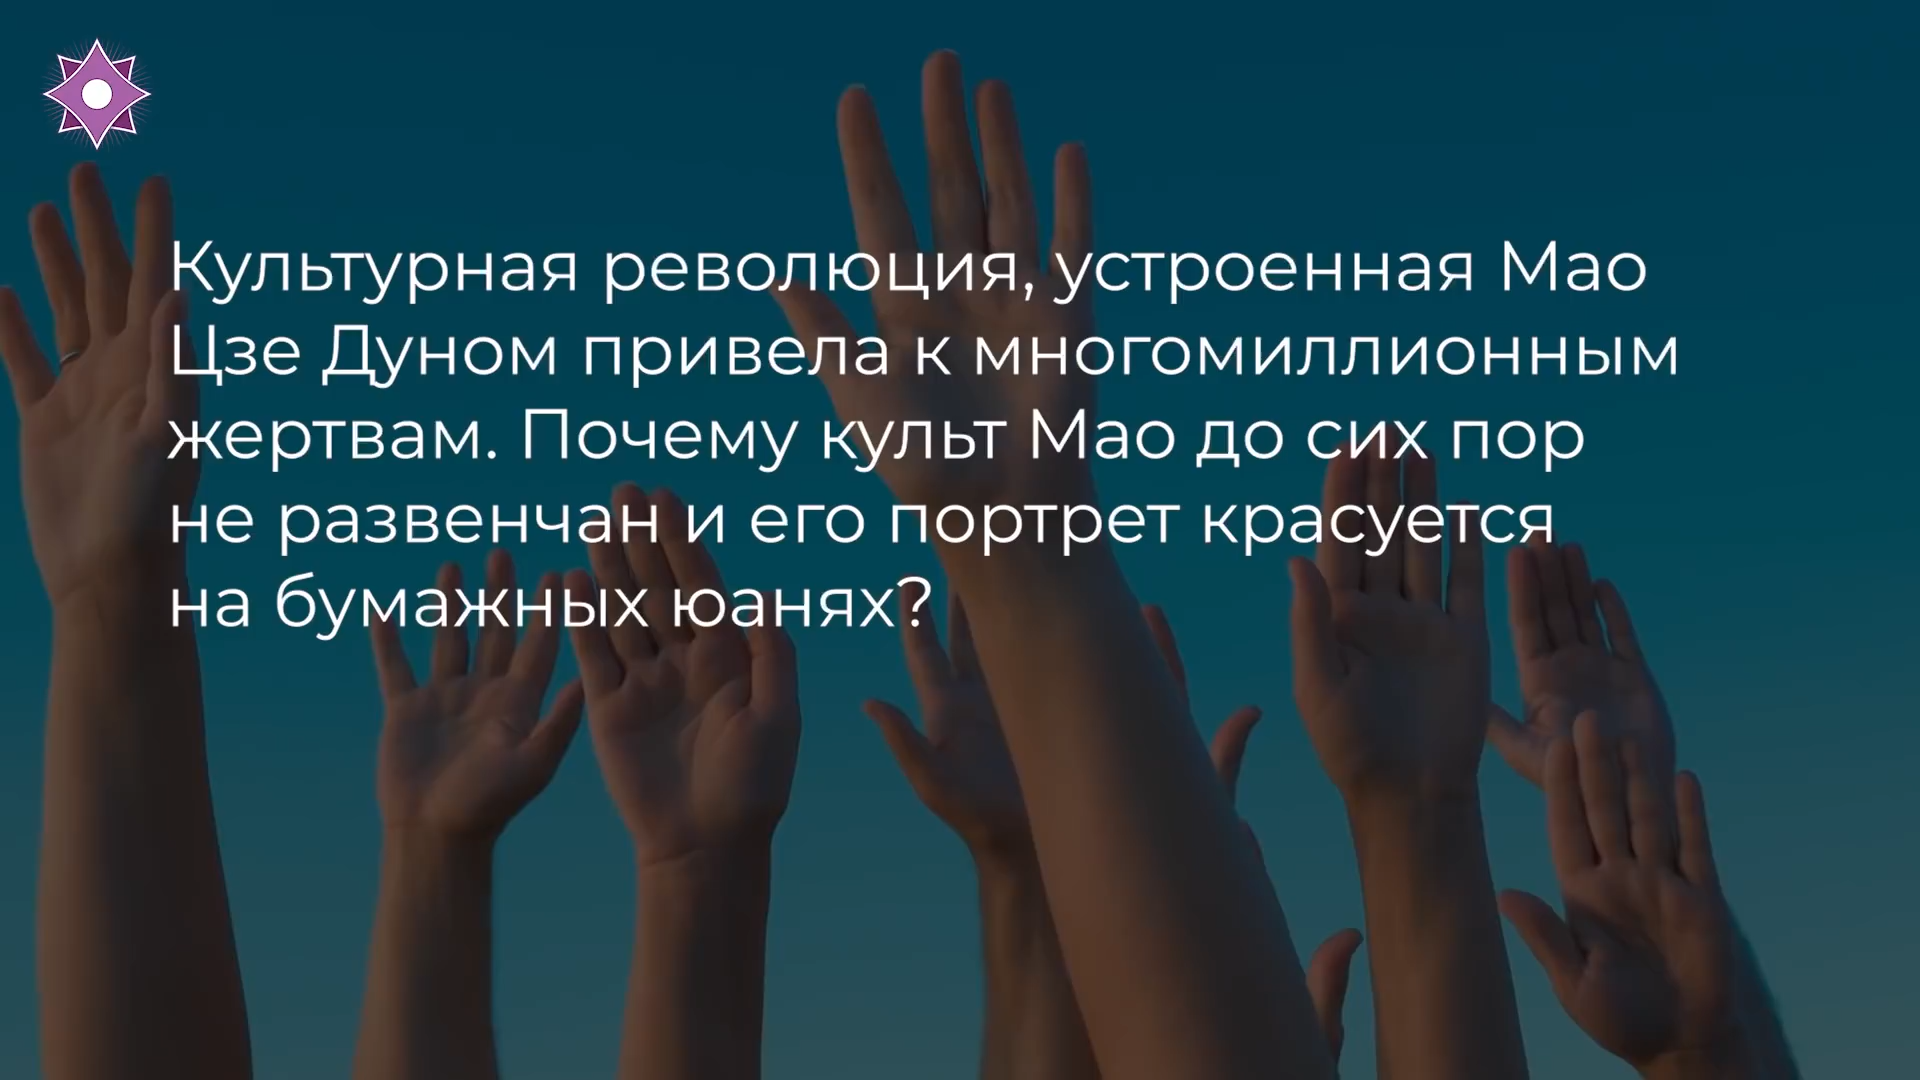 Культурная революция, устроенная Мао
Цзе Дуном привела к многомиллионным
жертвам. Почему культ Мао до сих пор
не развенчан и его портрет красуется
на бумажных юанях?